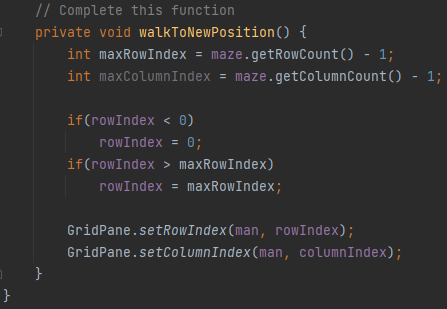 // Complete this function
private void walkToNewPosition() {
int maxRowIndex = maze.getRowCount() - 1;
int maxColumnIndex = maze.getColumnCount() - 1;
if(rowIndex < 0)
rowIndex = 0;
if(rowIndex > maxRowIndex)
rowIndex = maxRowIndex;
GridPane.setRowIndex(man, rowIndex);
GridPane.setColumnIndex(man, columnIndex);
}
}